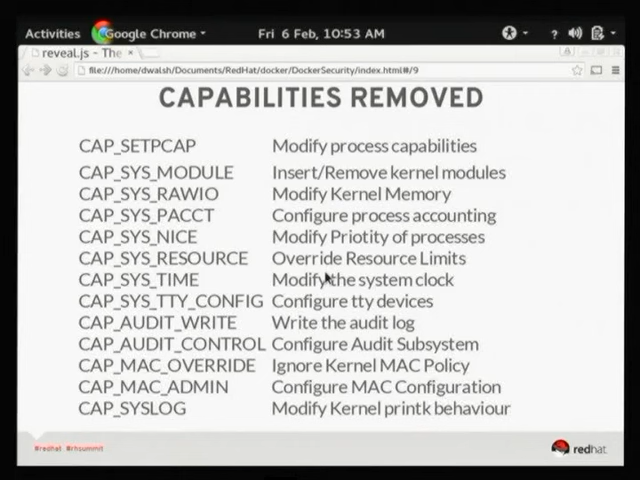 Activities Google Chrome Fri 6 Feb, 10:53 AM ?
reveal.js - The
file:///home/dwalsh/Documents/RedHat/docker/DockerSecurity/index.html#/9
CAPABILITIES REMOVED
CAP_SETPCAP Modify process capabilities
CAP_SYS_MODULE Insert/Remove kernel modules
CAP_SYS_RAWIO Modify Kernel Memory
CAP_SYS_PACCT Configure process accounting
CAP_SYS_NICE Modify Priotity of processes
CAP_SYS_RESOURCE Override Resource Limits
CAP_SYS_TIME Modify the system clock
CAP_SYS_TTY_CONFIG Configure tty devices
CAP_AUDIT_WRITE Write the audit log
CAP_AUDIT_CONTROL Configure Audit Subsystem
CAP_MAC_OVERRIDE Ignore Kernel MAC Policy
CAP_MAC_ADMIN Configure MAC Configuration
CAP_SYSLOG Modify Kernel printk behaviour
#redhat #rhsummit redhat